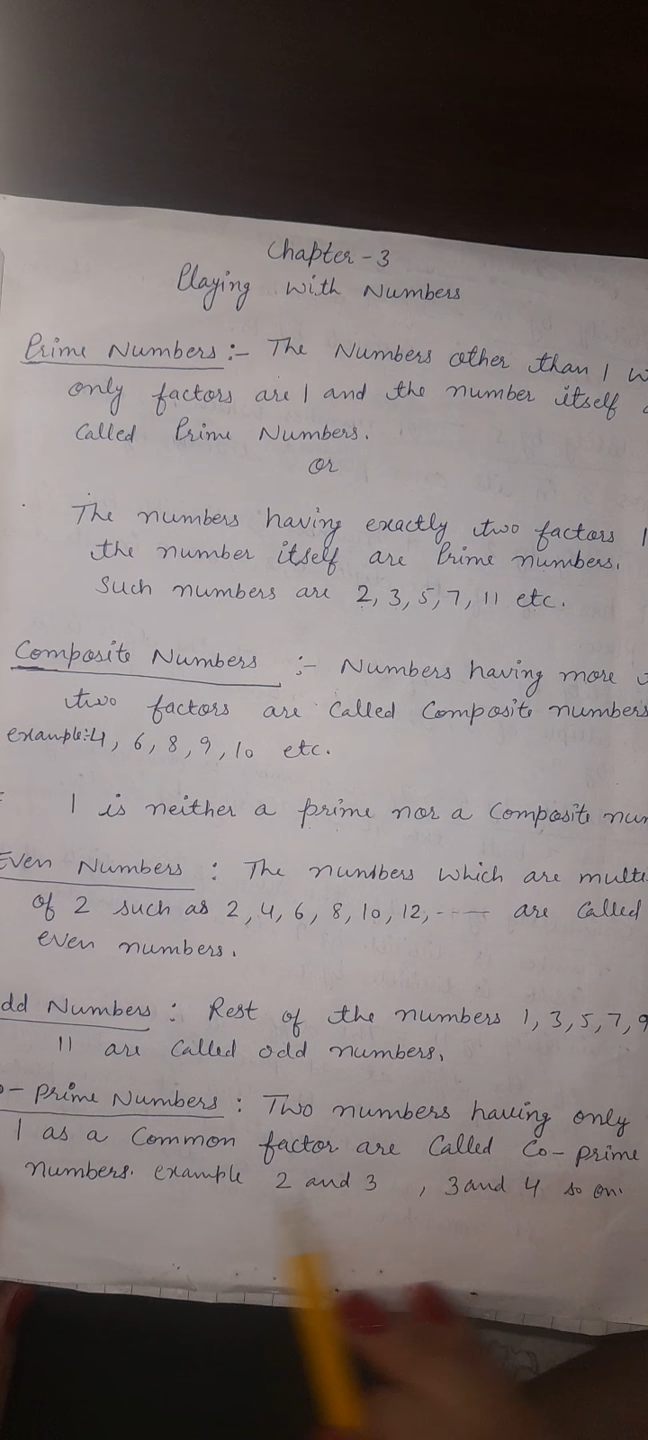 Chapter - 3
Playing With Numbers
Prime Numbers :- The Numbers other than 1
only factors are 1 and the number itself
Called Prime Numbers.
or
The numbers having exactly two factors 1
the number itself are Prime numbers.
Such numbers are 2, 3, 5, 7, 11 etc.
Composite Numbers :- Numbers having more
two factors are Called Composite numbers
example:- 4, 6, 8, 9, 10 etc.
1 is neither a prime nor a Composite num
Even Numbers : The numbers which are multi
of 2 such as 2, 4, 6, 8, 10, 12, ---- are Called
even numbers.
dd Numbers : Rest of the numbers 1, 3, 5, 7, 9
11 are Called odd numbers.
o - prime Numbers : Two numbers having only
1 as a Common factor are Called Co - prime
numbers. example 2 and 3 , 3 and 4 so on.